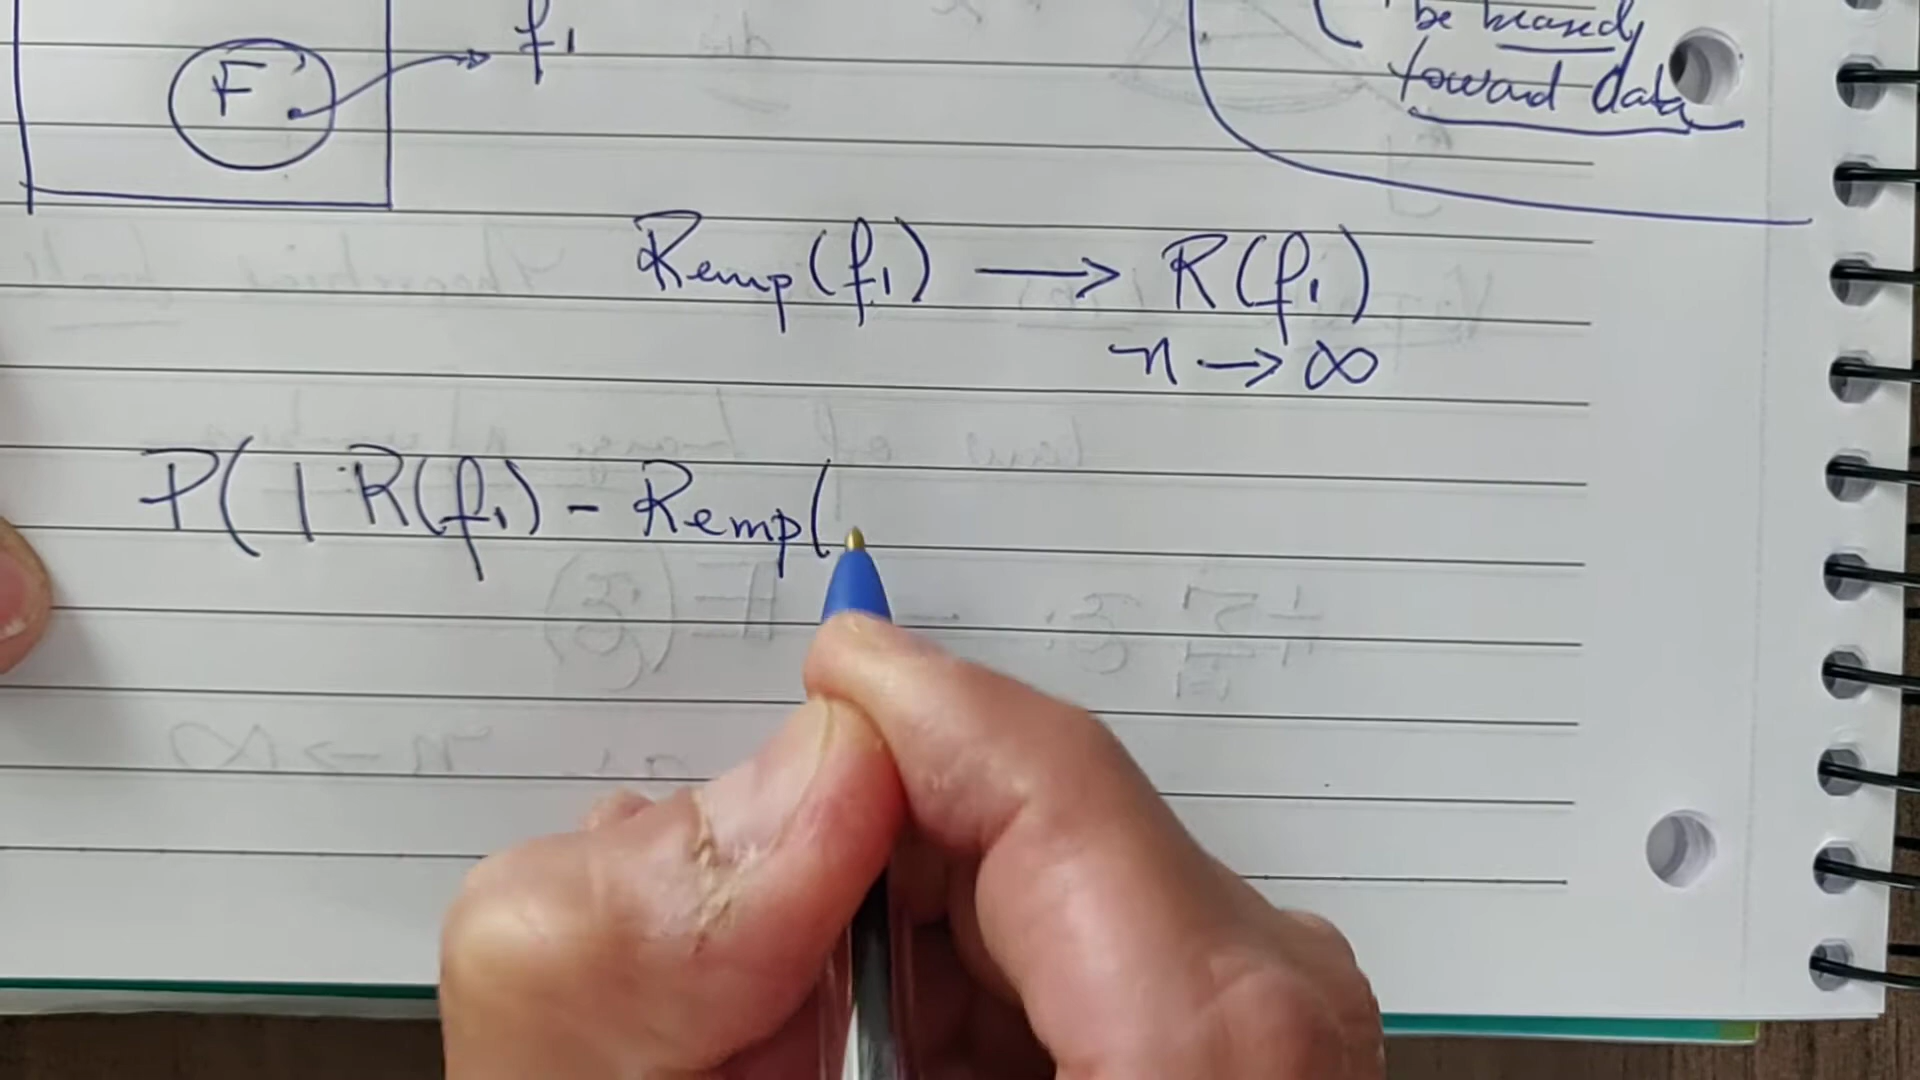 F
f1
be biased
toward data
Remp(f1) ⟶ R(f1)
n → ∞
P( | R(f1) - Remp(